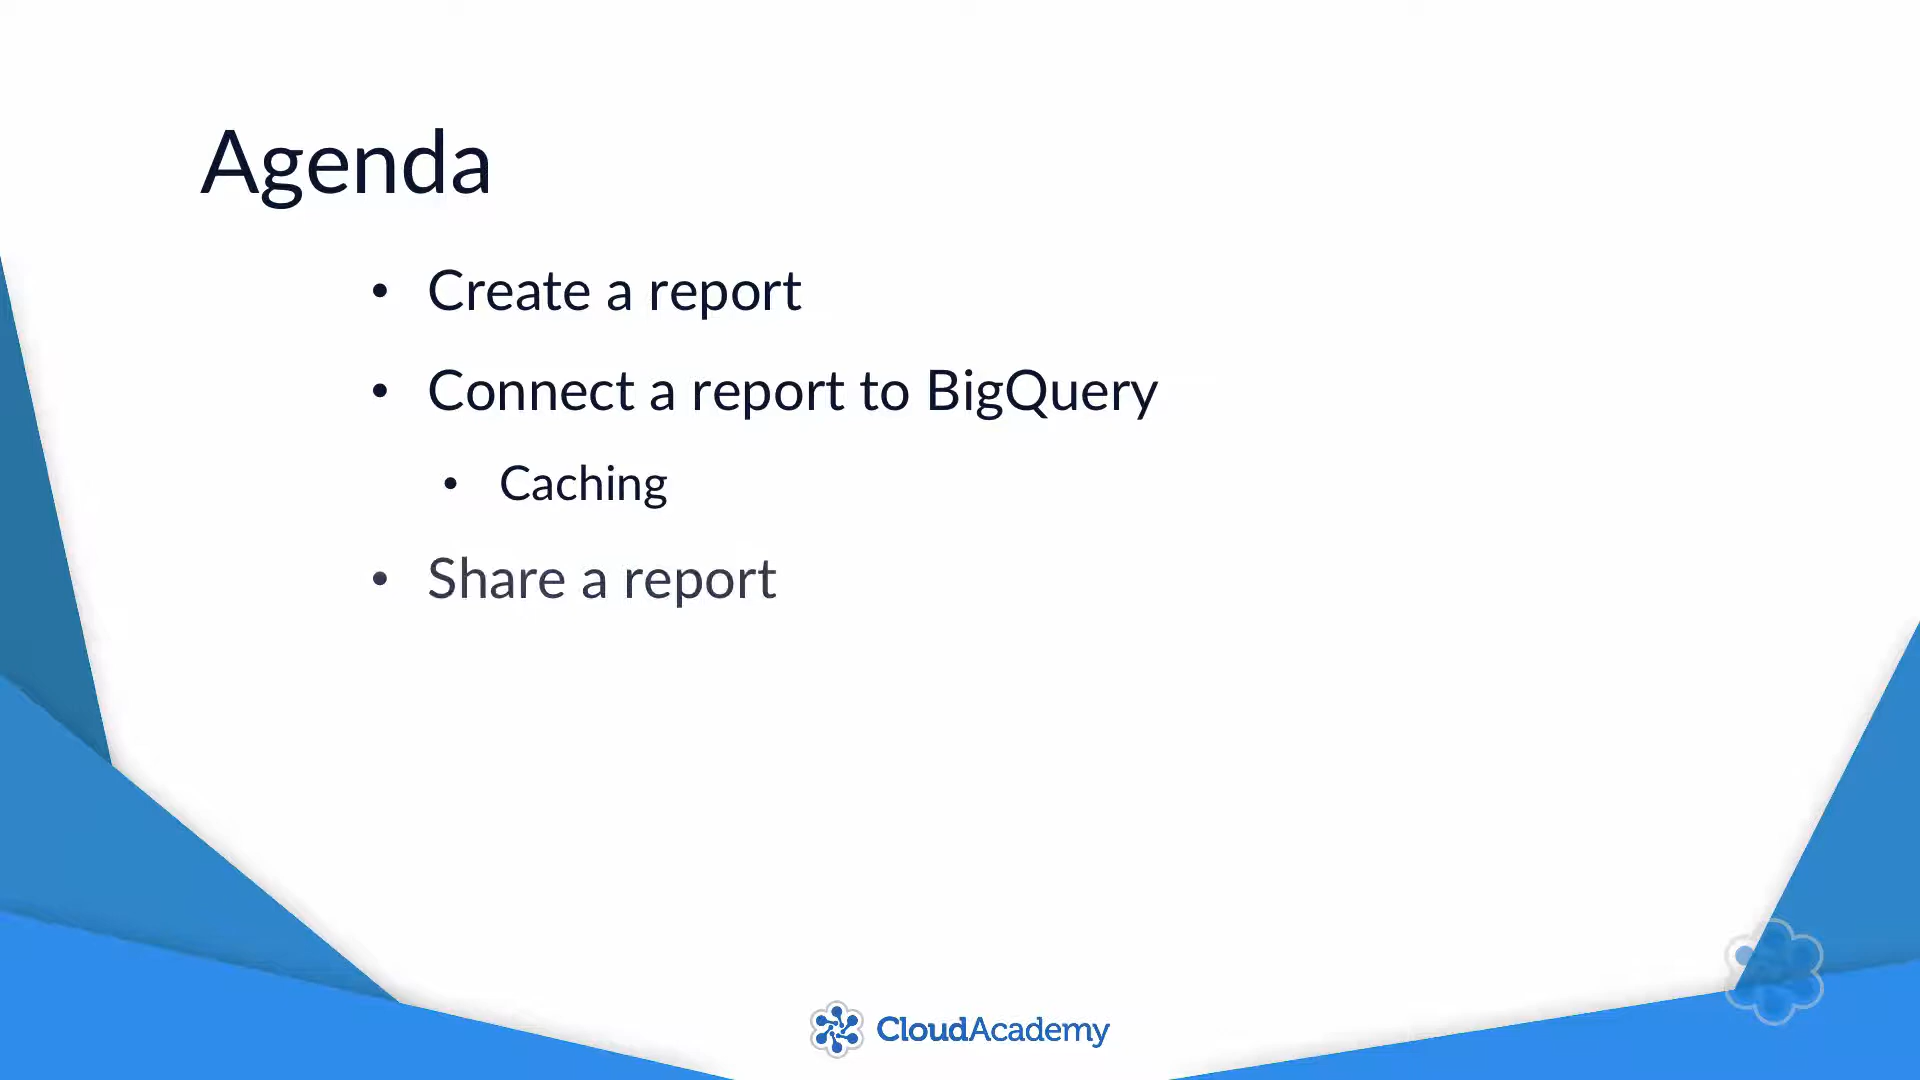 Agenda
• Create a report
• Connect a report to BigQuery
• Caching
• Share a report
CloudAcademy